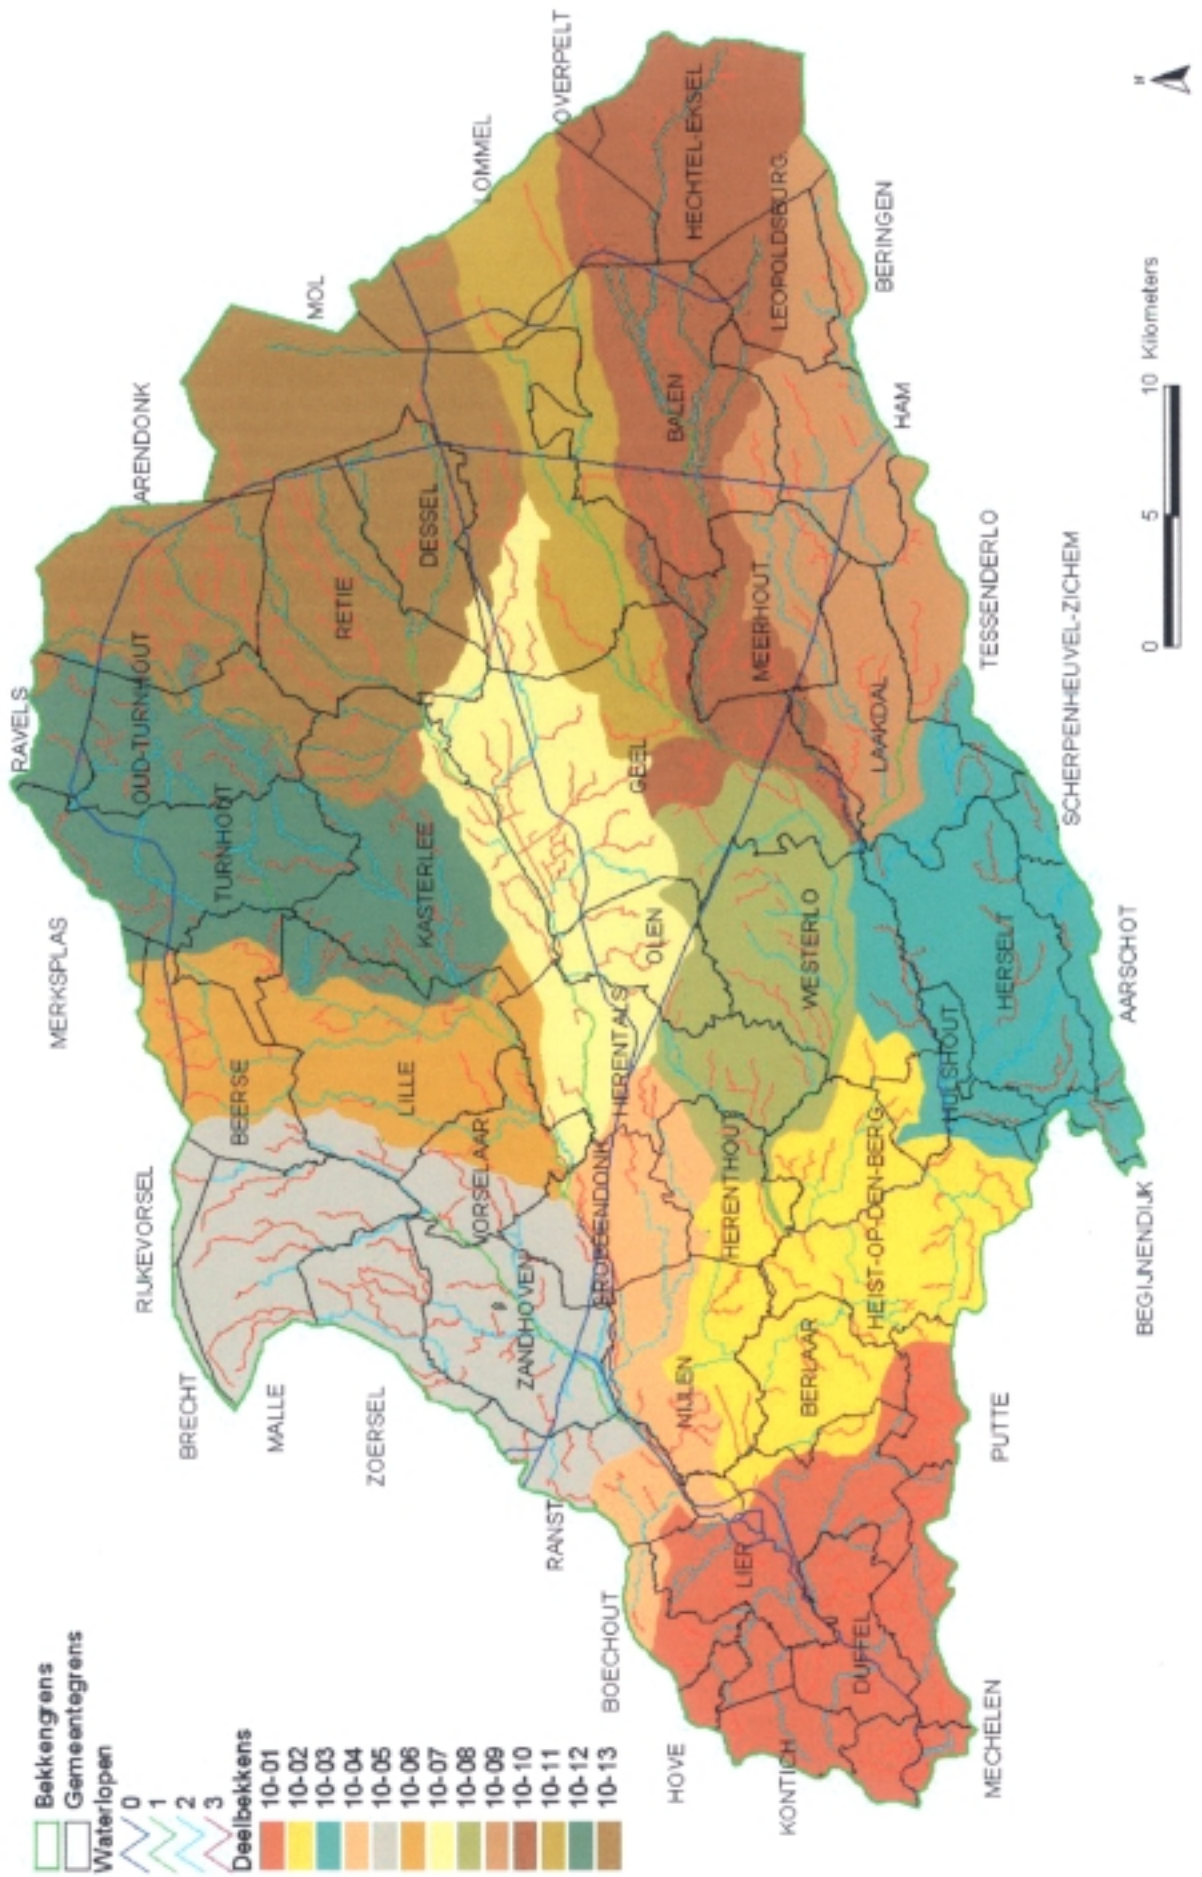 Bekkengrens
Gemeentegrens
Waterlopen
0
1
2
3
Deelbekkens
10-01
10-02
10-03
10-04
10-05
10-06
10-07
10-08
10-09
10-10
10-11
10-12
10-13
RAVELS
MERKSPLAS
RIJKEVORSEL
BRECHT
MALLE
ZOERSEL
RANST
BOECHOUT
HOVE
KONTICH
MECHELEN
PUTTE
BEGIJNENDIJK
AARSCHOT
SCHERPENHEUVEL-ZICHEM
TESSENDERLO
HAM
BERINGEN
OVERPELT
LOMMEL
MOL
ARENDONK
OUD-TURNHOUT
TURNHOUT
BEERSE
LILLE
KASTERLEE
RETIE
DESSEL
VORSELAAR
ZANDHOVEN
GROBBENDONK
HERENTALS
OLEN
GEEL
BALEN
HECHTEL-EKSEL
LEOPOLDSBURG
MEERHOUT
LAAKDAL
WESTERLO
HERENTHOUT
NIJLEN
BERLAAR
HEIST-OP-DEN-BERG
HULSHOUT
HERSELT
LIER
DUFFEL
N
0 5 10 Kilometers